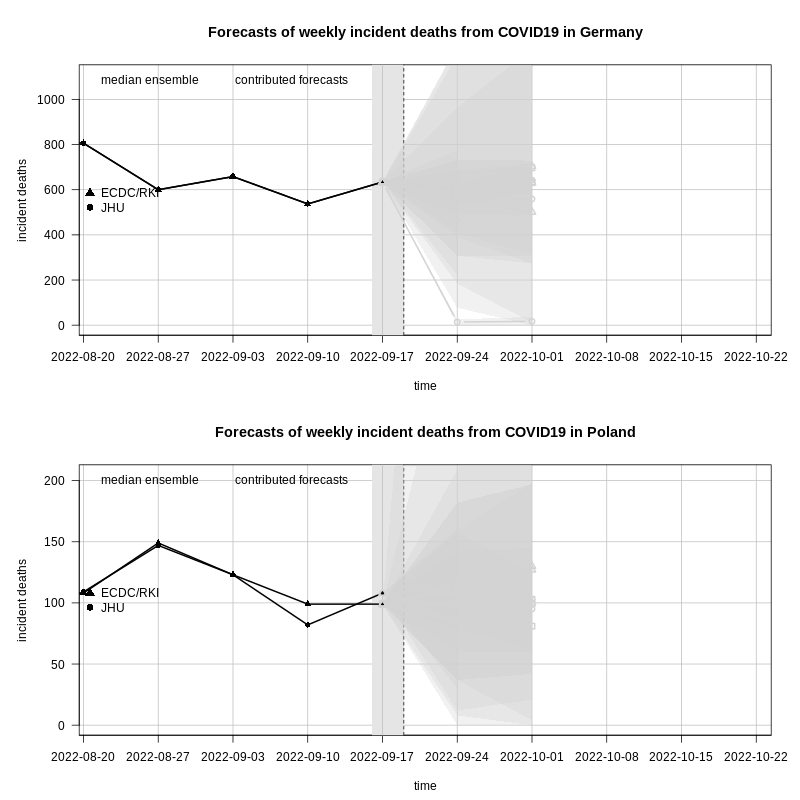 Forecasts of weekly incident deaths from COVID19 in Germany
median ensemble contributed forecasts
1000
800
600
400
200
0
ECDC/RKI
JHU
incident deaths
2022-08-20 2022-08-27 2022-09-03 2022-09-10 2022-09-17 2022-09-24 2022-10-01 2022-10-08 2022-10-15 2022-10-22
time
Forecasts of weekly incident deaths from COVID19 in Poland
median ensemble contributed forecasts
200
150
100
50
0
ECDC/RKI
JHU
incident deaths
2022-08-20 2022-08-27 2022-09-03 2022-09-10 2022-09-17 2022-09-24 2022-10-01 2022-10-08 2022-10-15 2022-10-22
time